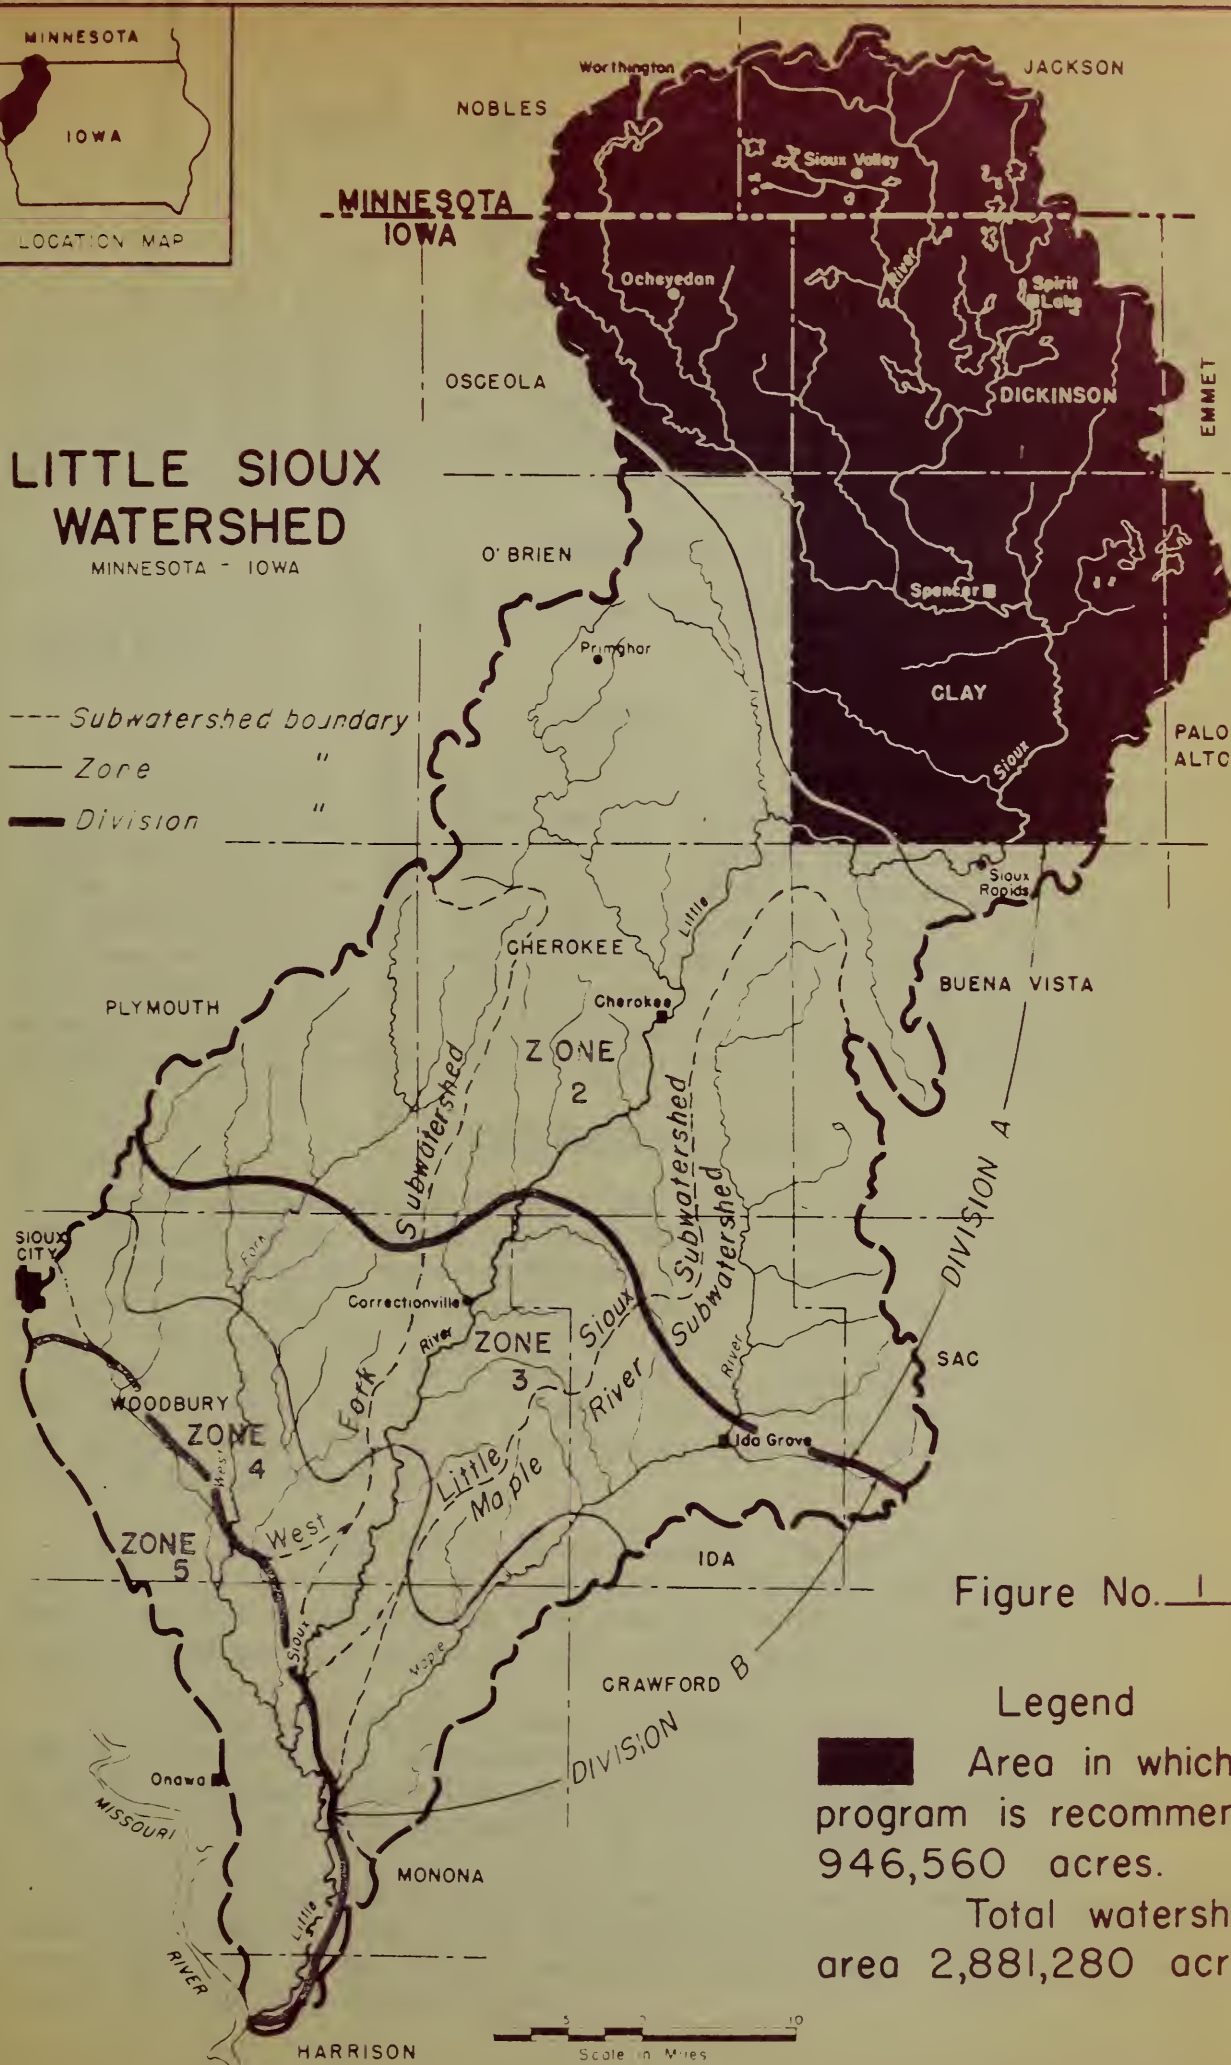 MINNESOTA
IOWA
LOCATION MAP
Worthington
JACKSON
NOBLES
Sioux Valley
MINNESOTA
IOWA
River
Ocheyedan
Spirit
Lake
OSCEOLA
DICKINSON
EMMET
LITTLE SIOUX
WATERSHED
MINNESOTA - IOWA
O'BRIEN
Spencer
Primghar
CLAY
--- Subwatershed boundary
Zone "
Division "
PALO
ALTO
Sioux
Sioux
Rapids
Little
CHEROKEE
BUENA VISTA
PLYMOUTH
Cherokee
ZONE
2
Subwatershed
Subwatershed
Subwatershed
DIVISION A
SIOUX
CITY
Fork
Correctionville
River
ZONE
3
Sioux
River
River
SAC
Fork
WOODBURY
ZONE
4
West
Ida Grove
Little
Maple
West
ZONE
5
IDA
Figure No. 1
Sioux
Maple
CRAWFORD
DIVISION B
Legend
Area in which
program is recommen
946,560 acres.
Total watersh
area 2,881,280 acr
Onawa
MISSOURI
MONONA
Little
RIVER
5 10
Scale in Miles
HARRISON